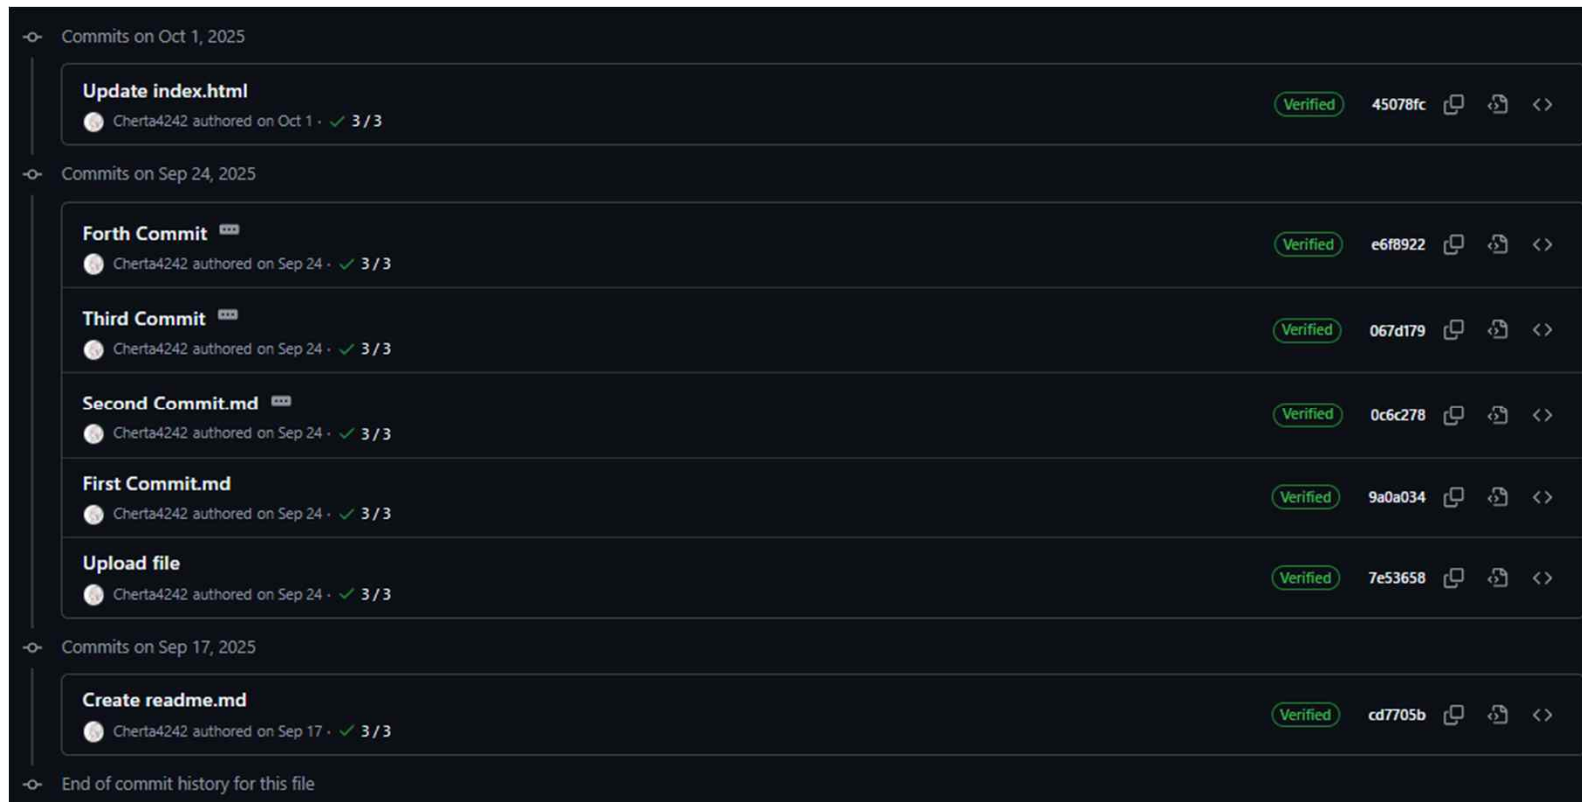 Commits on Oct 1, 2025
Update index.html
Cherta4242 authored on Oct 1 · 3 / 3
Verified 45078fc
Commits on Sep 24, 2025
Forth Commit
Cherta4242 authored on Sep 24 · 3 / 3
Verified e6f8922
Third Commit
Cherta4242 authored on Sep 24 · 3 / 3
Verified 067d179
Second Commit.md
Cherta4242 authored on Sep 24 · 3 / 3
Verified 0c6c278
First Commit.md
Cherta4242 authored on Sep 24 · 3 / 3
Verified 9a0a034
Upload file
Cherta4242 authored on Sep 24 · 3 / 3
Verified 7e53658
Commits on Sep 17, 2025
Create readme.md
Cherta4242 authored on Sep 17 · 3 / 3
Verified cd7705b
End of commit history for this file